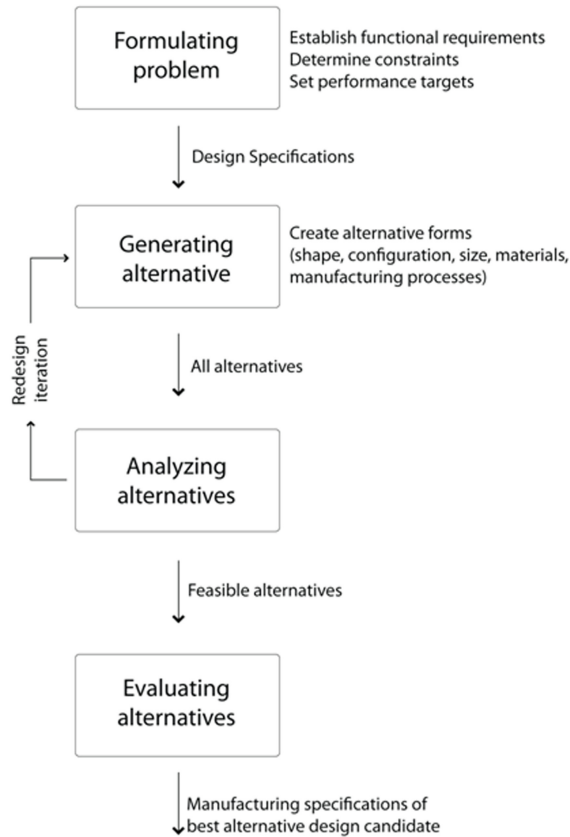 Formulating
problem
Establish functional requirements
Determine constraints
Set performance targets
Design Specifications
Generating
alternative
Create alternative forms
(shape, configuration, size, materials,
manufacturing processes)
Redesign
iteration
All alternatives
Analyzing
alternatives
Feasible alternatives
Evaluating
alternatives
Manufacturing specifications of
best alternative design candidate